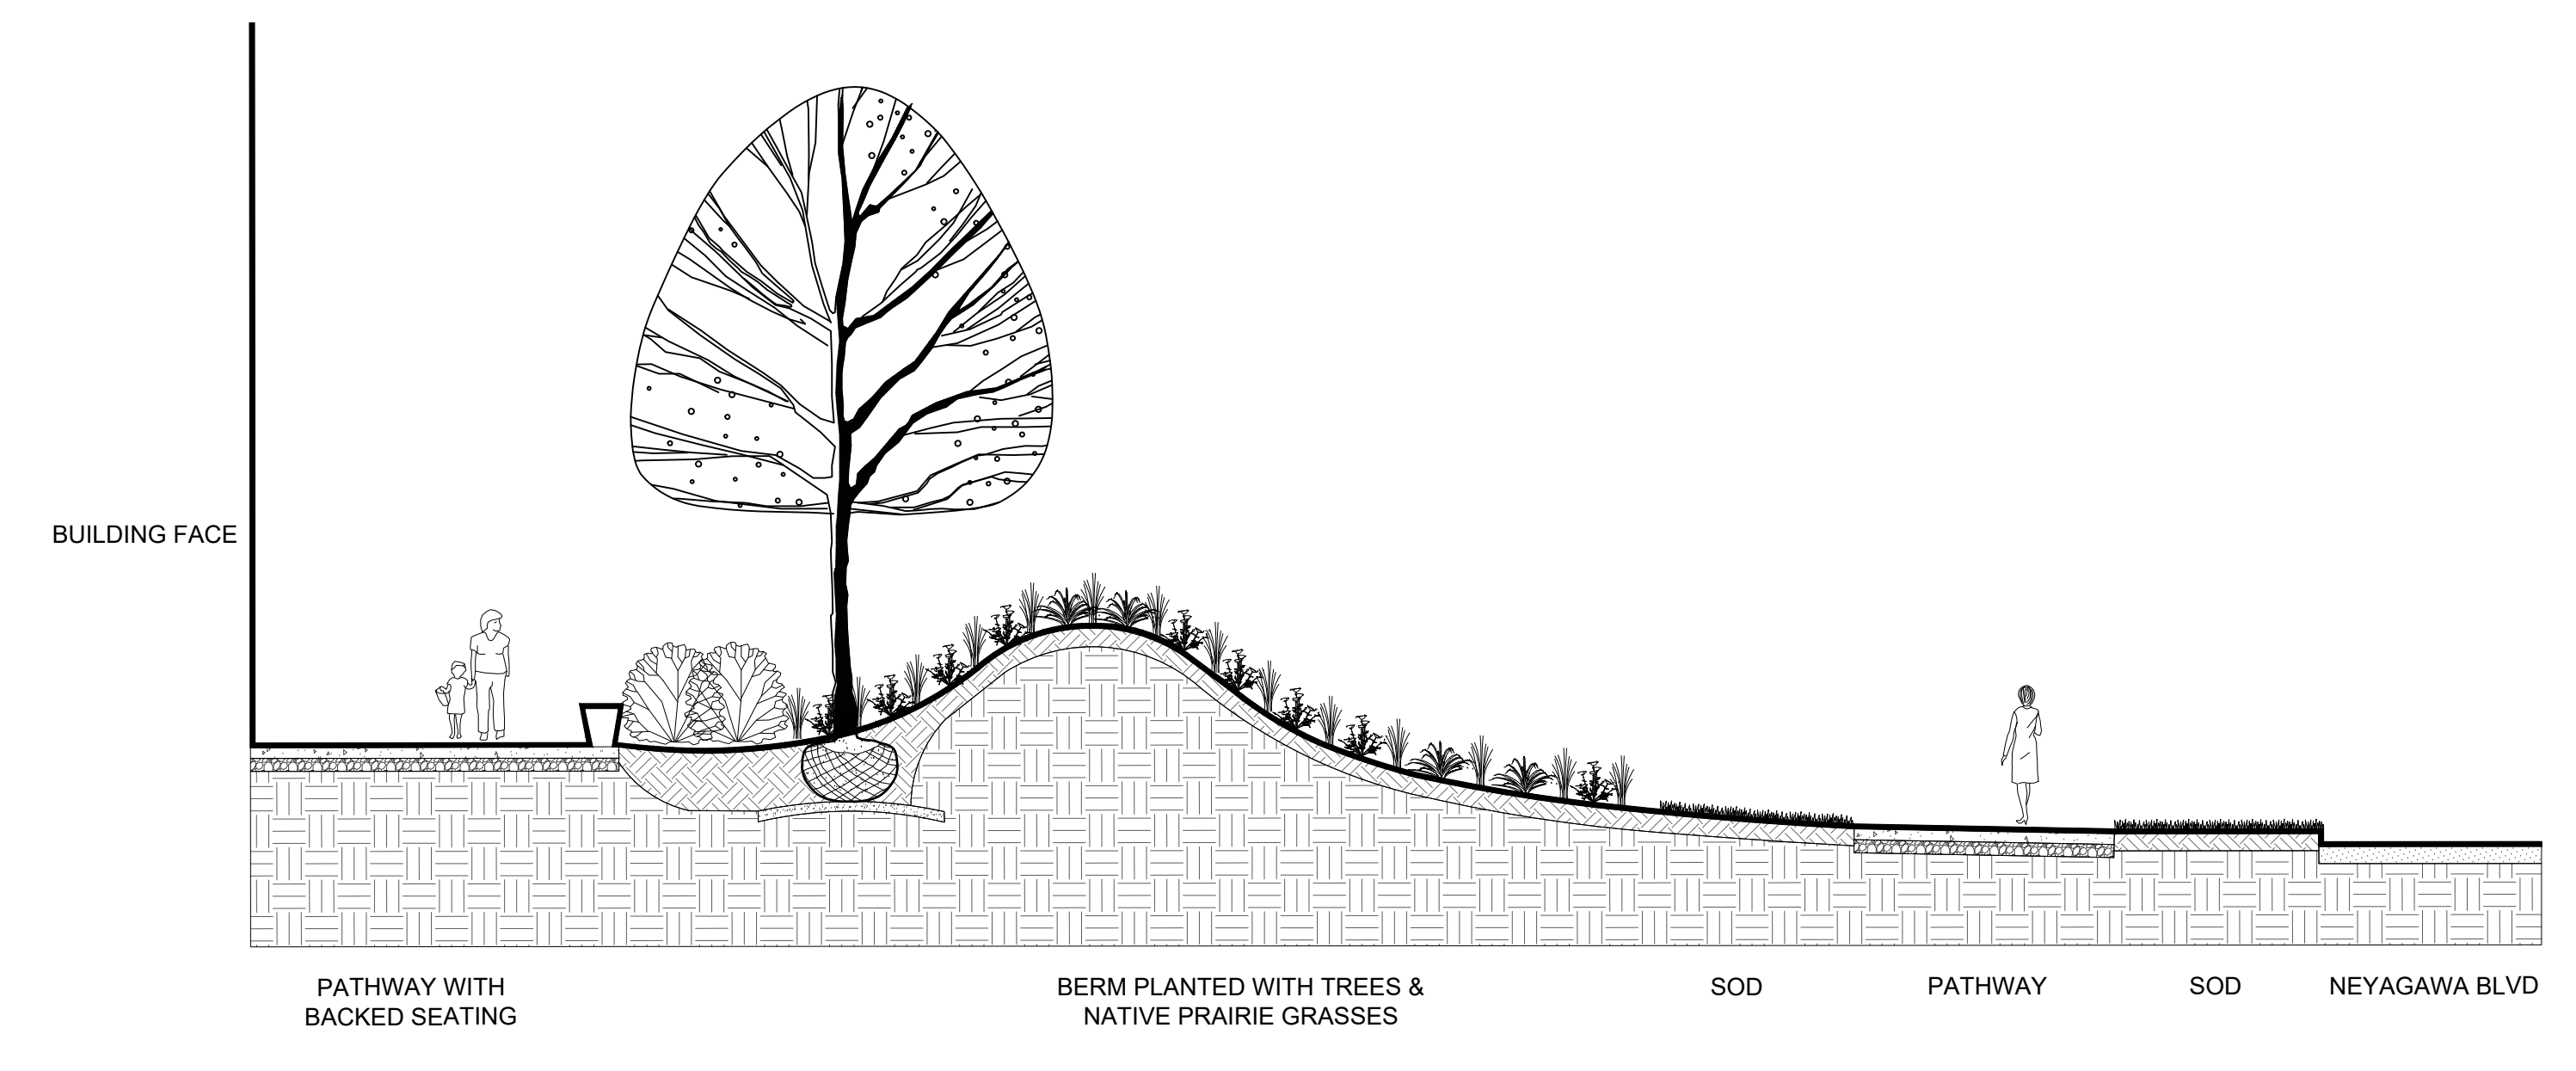 BUILDING FACE
PATHWAY WITH
BACKED SEATING
BERM PLANTED WITH TREES &
NATIVE PRAIRIE GRASSES
SOD
PATHWAY
SOD
NEYAGAWA BLVD